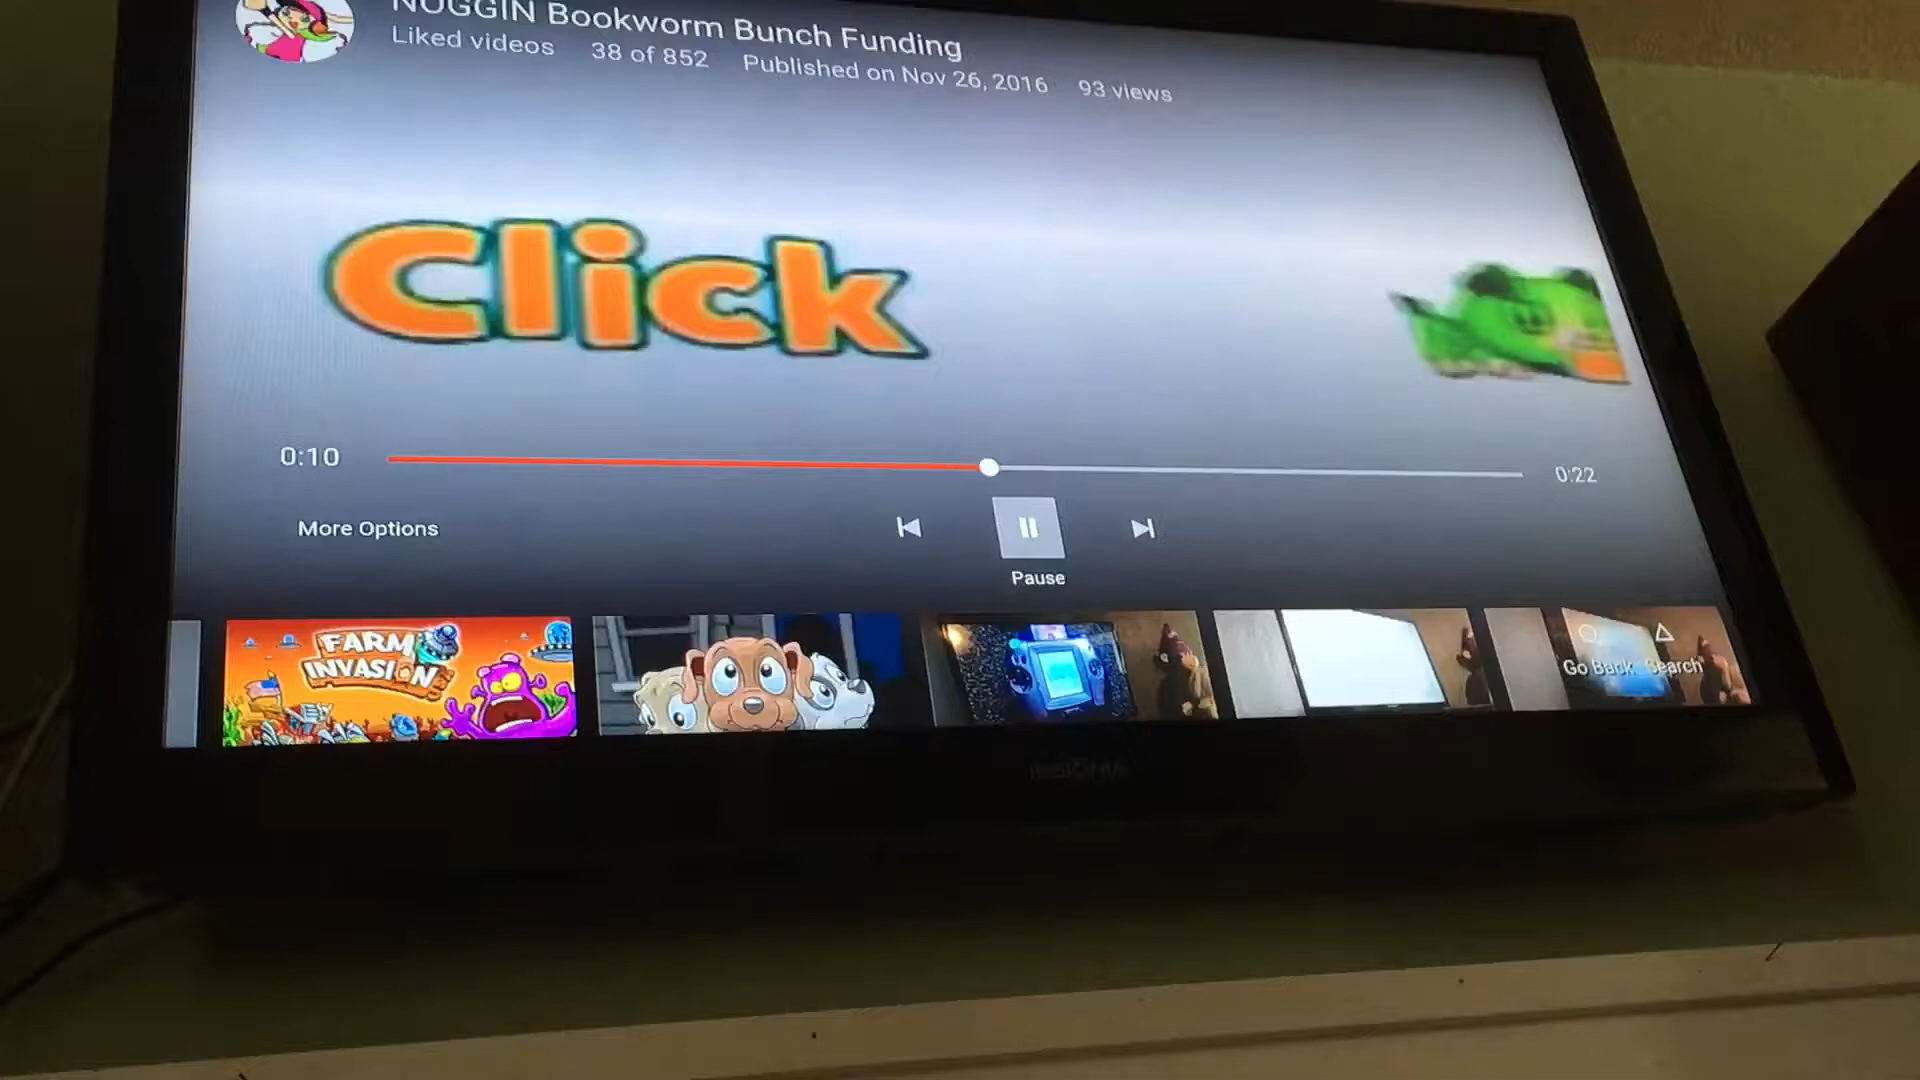 NOGGIN Bookworm Bunch Funding
Liked videos 38 of 852 Published on Nov 26, 2016 93 views
Click
0:10 0:22
More Options
Pause
FARM
INVASION
Go Back Search
INSIGNIA